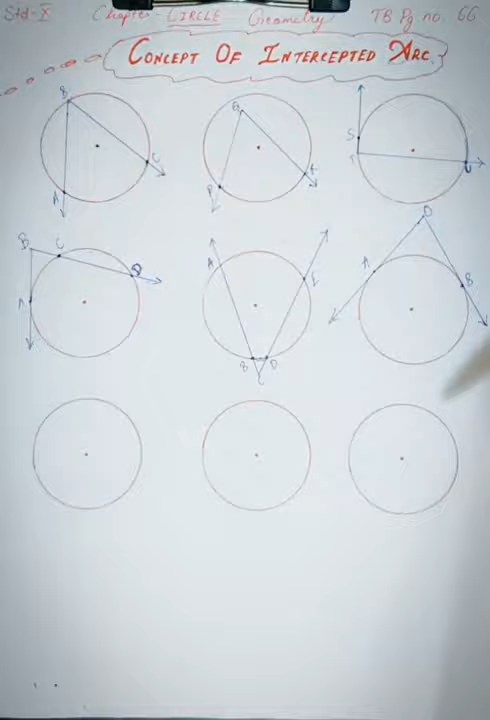 Std-X Chapter-CIRCLE Geometry TB Pg no. 66
CONCEPT OF INTERCEPTED ARC.
B C A
Q P
S T
B C D A
A E B D C
D A B